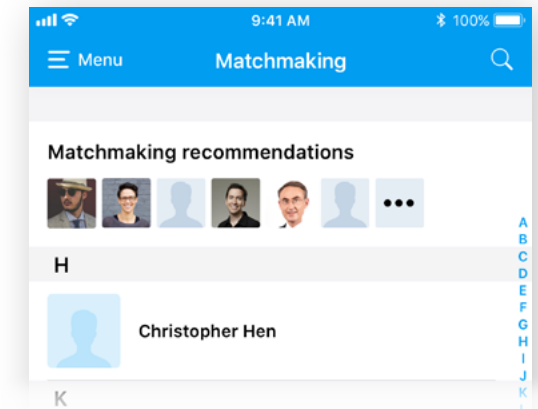 9:41 AM 100%
Menu Matchmaking
Matchmaking recommendations
H
Christopher Hen
K
A
B
C
D
E
F
G
H
I
J
K